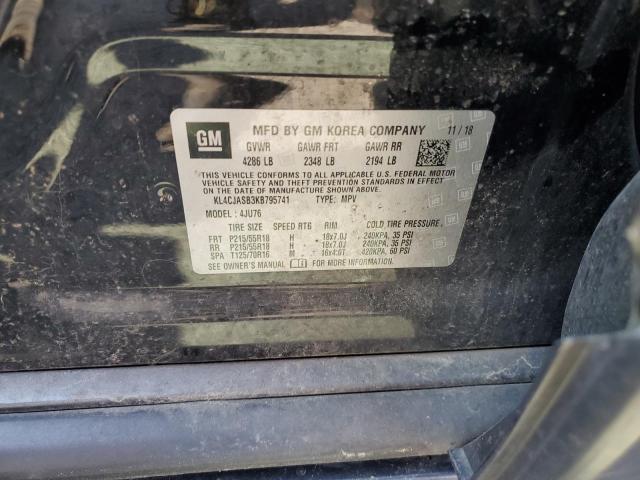 GM MFD BY GM KOREA COMPANY 11/18
GVWR GAWR FRT GAWR RR
4286 LB 2348 LB 2194 LB
THIS VEHICLE CONFORMS TO ALL APPLICABLE U.S. FEDERAL MOTOR
VEHICLE SAFETY AND THEFT PREVENTION STANDARDS IN EFFECT ON
THE DATE OF MANUFACTURE SHOWN ABOVE.
KL4CJASB3KB795741 TYPE: MPV
MODEL: 4JU76
TIRE SIZE SPEED RTG RIM COLD TIRE PRESSURE
FRT P215/55R18 H 18x7.0J 240KPA, 35 PSI
RR P215/55R18 H 18x7.0J 240KPA, 35 PSI
SPA T125/70R16 M 16x4.0T 420KPA, 60 PSI
SEE OWNER'S MANUAL FOR MORE INFORMATION.